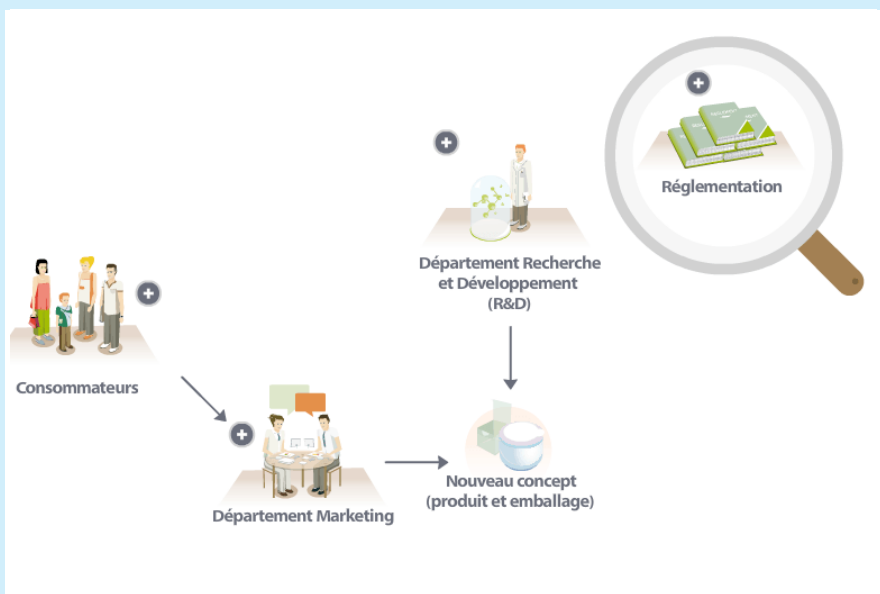 Réglementation
Département Recherche
et Développement
(R&D)
Consommateurs
Nouveau concept
(produit et emballage)
Département Marketing